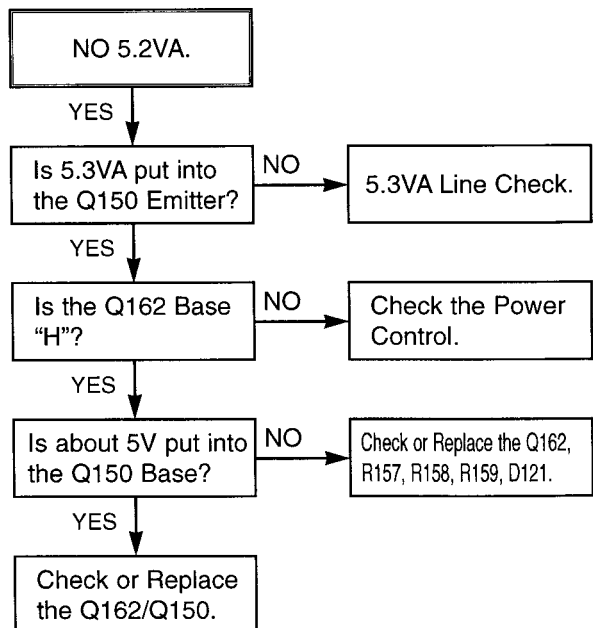 NO 5.2VA.
YES
Is 5.3VA put into
the Q150 Emitter?
NO
5.3VA Line Check.
YES
Is the Q162 Base
“H”?
NO
Check the Power
Control.
YES
Is about 5V put into
the Q150 Base?
NO
Check or Replace the Q162,
R157, R158, R159, D121.
YES
Check or Replace
the Q162/Q150.